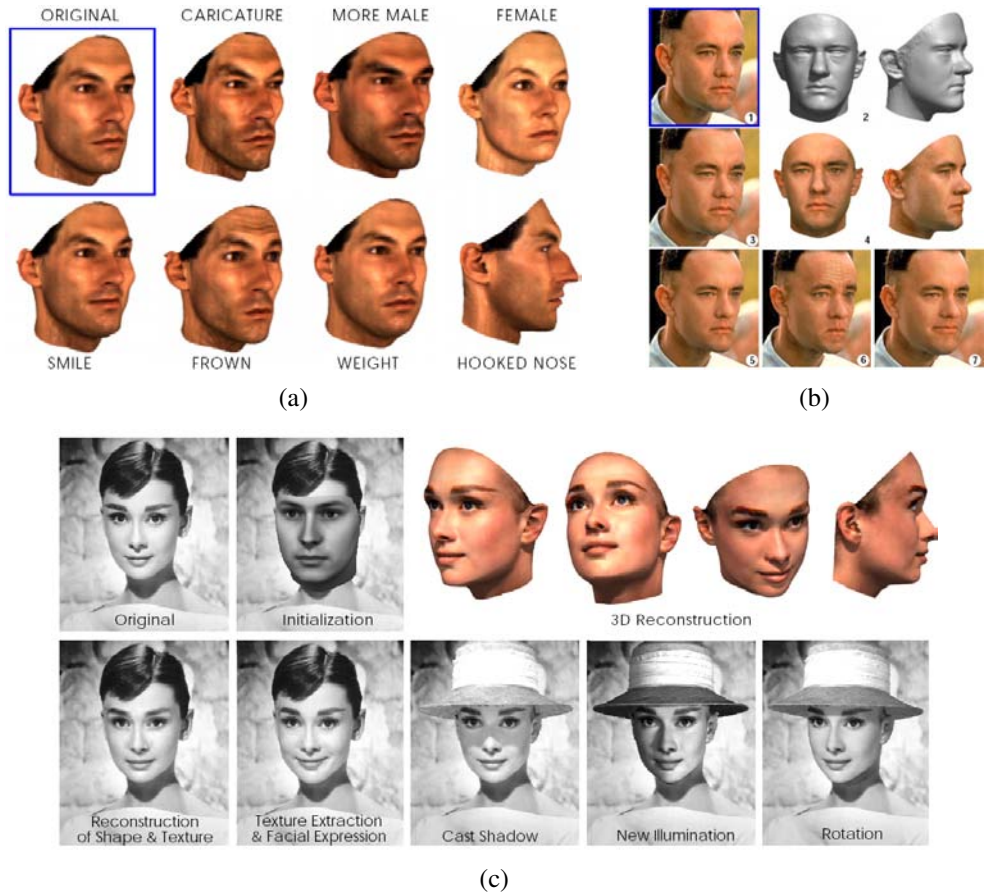 ORIGINAL CARICATURE MORE MALE FEMALE
SMILE FROWN WEIGHT HOOKED NOSE
(a)
1
2
3
4
5 6 7
(b)
Original Initialization 3D Reconstruction
Reconstruction
of Shape & Texture
Texture Extraction
& Facial Expression
Cast Shadow
New Illumination
Rotation
(c)